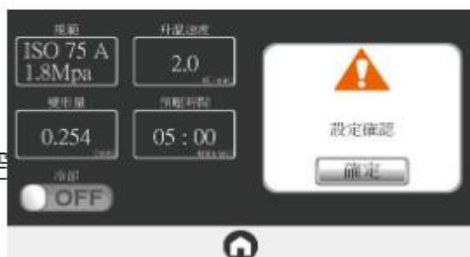 規範
升溫速度
ISO 75 A
1.8Mpa
2.0
變形量
預壓時間
0.254
05 : 00
冷卻
OFF
設定確認
確定